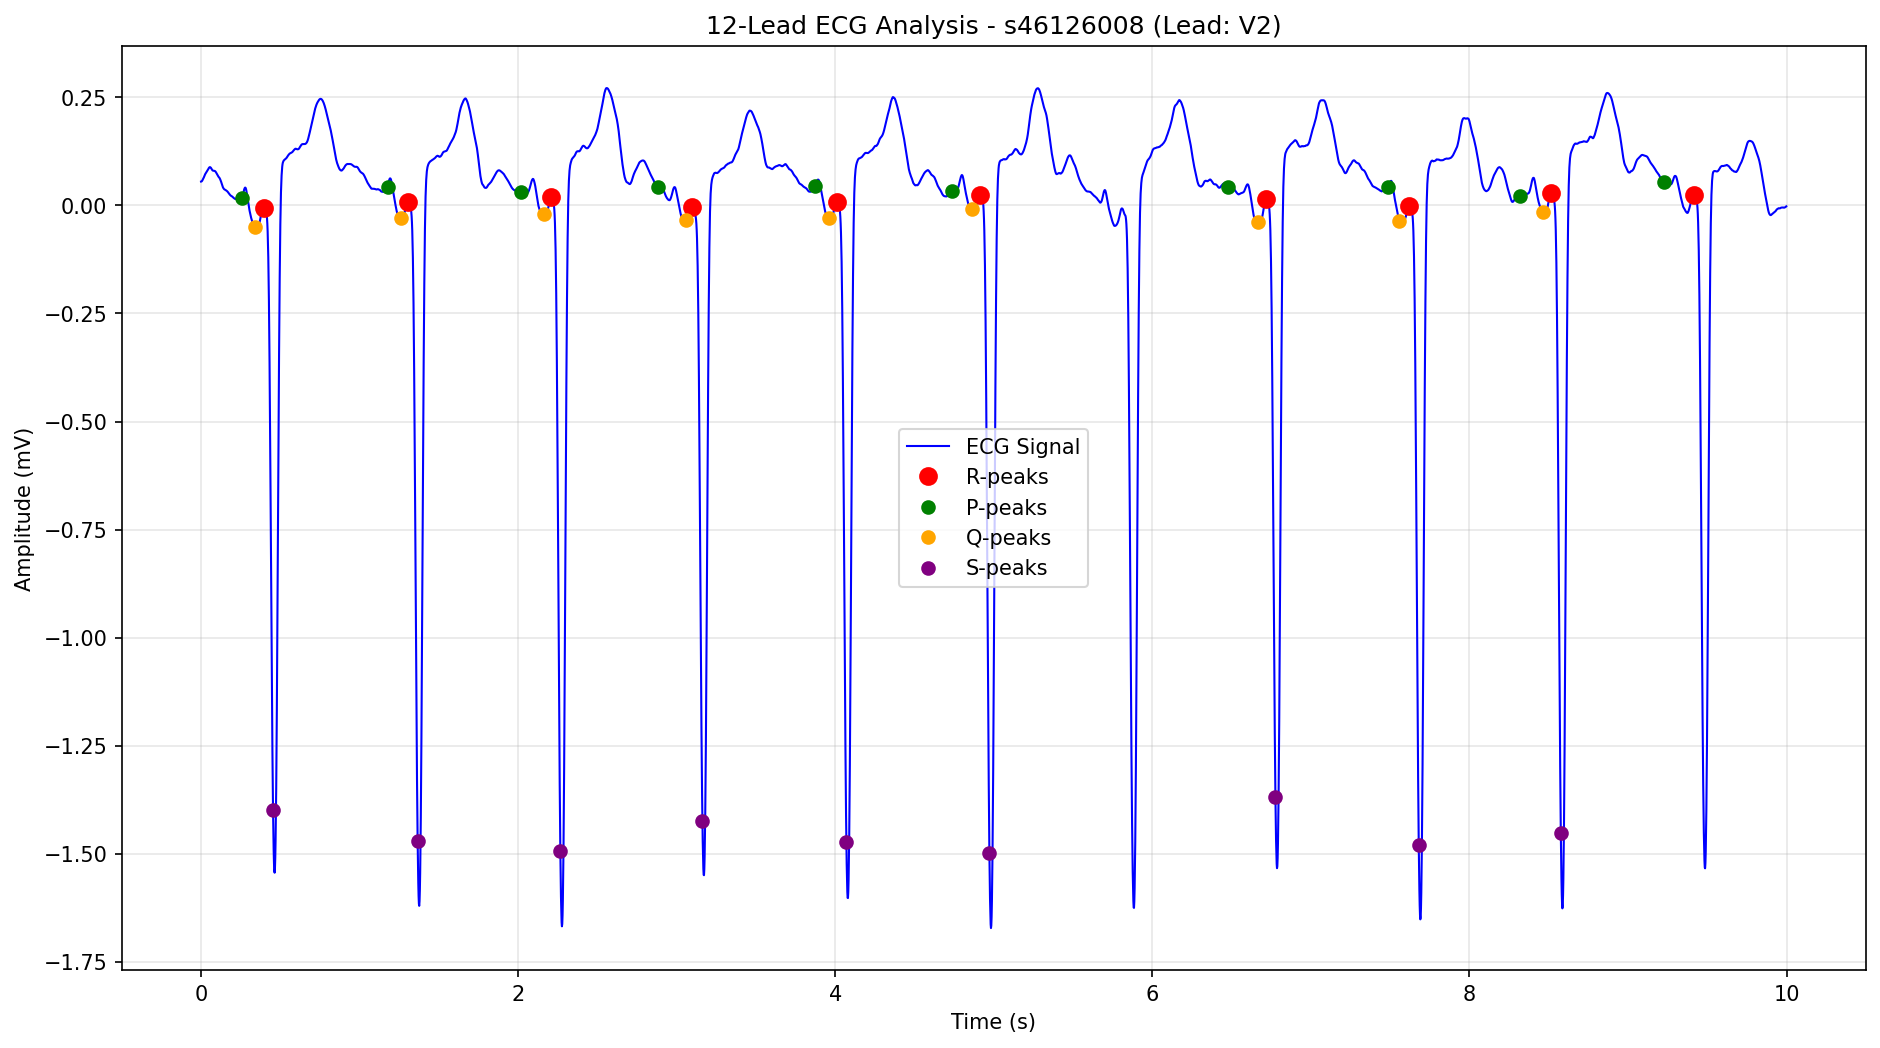 12-Lead ECG Analysis - s46126008 (Lead: V2)
Amplitude (mV)
0.25
0.00
−0.25
−0.50
−0.75
−1.00
−1.25
−1.50
−1.75
ECG Signal
R-peaks
P-peaks
Q-peaks
S-peaks
0 2 4 6 8 10
Time (s)